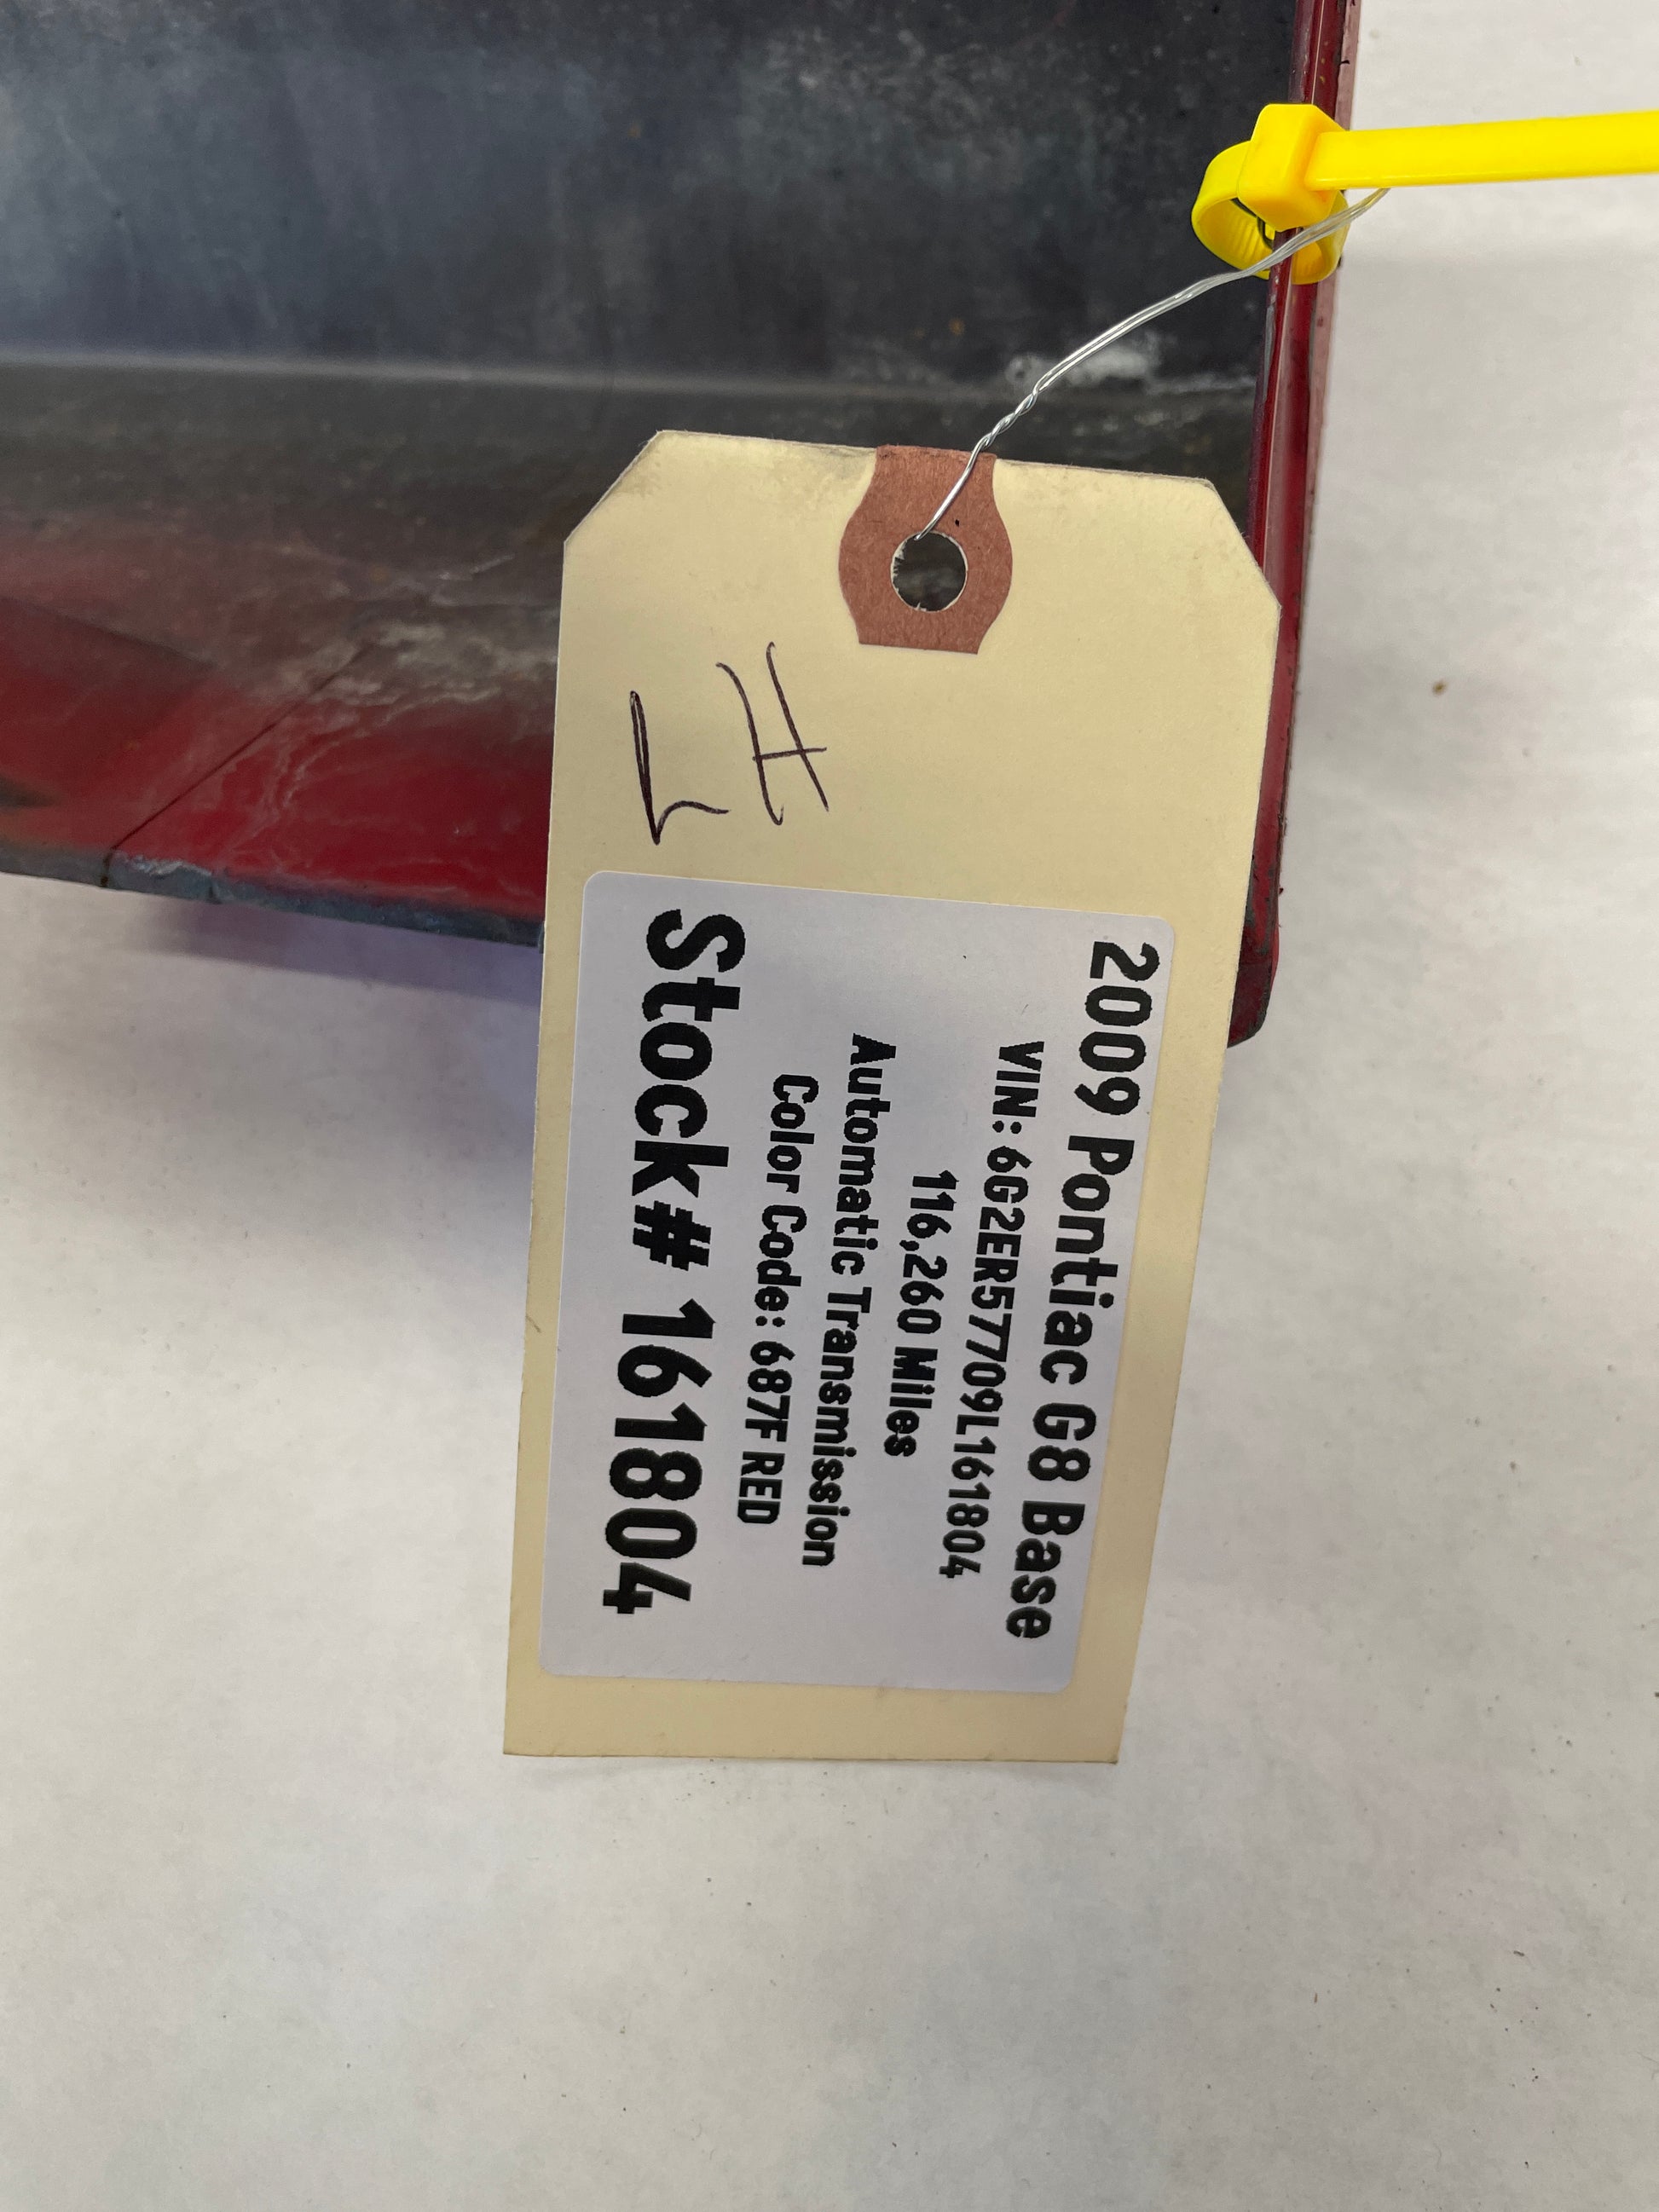 LH
2009 Pontiac G8 Base
VIN: 6G2ER57709L161804
116,260 Miles
Automatic Transmission
Color Code: 687F RED
Stock# 161804